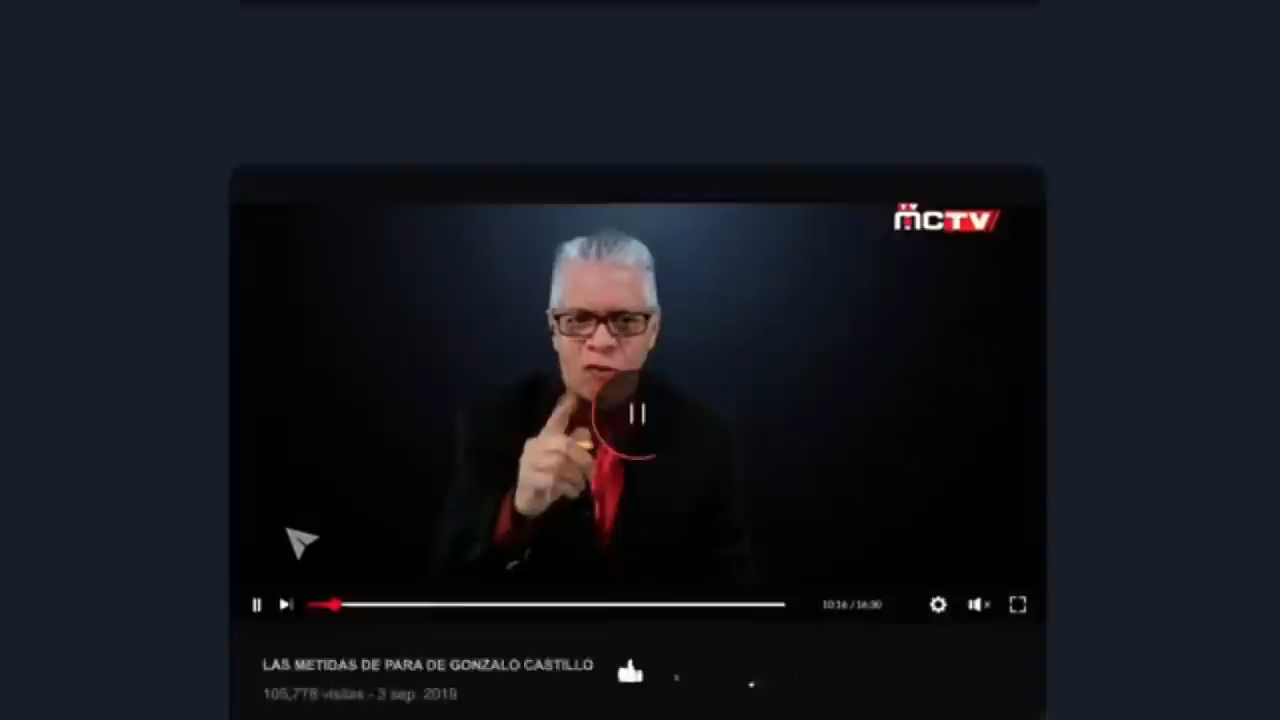 MCTV
10:16 / 16:30
LAS METIDAS DE PARA DE GONZALO CASTILLO
105,778 visitas - 3 sep. 2019